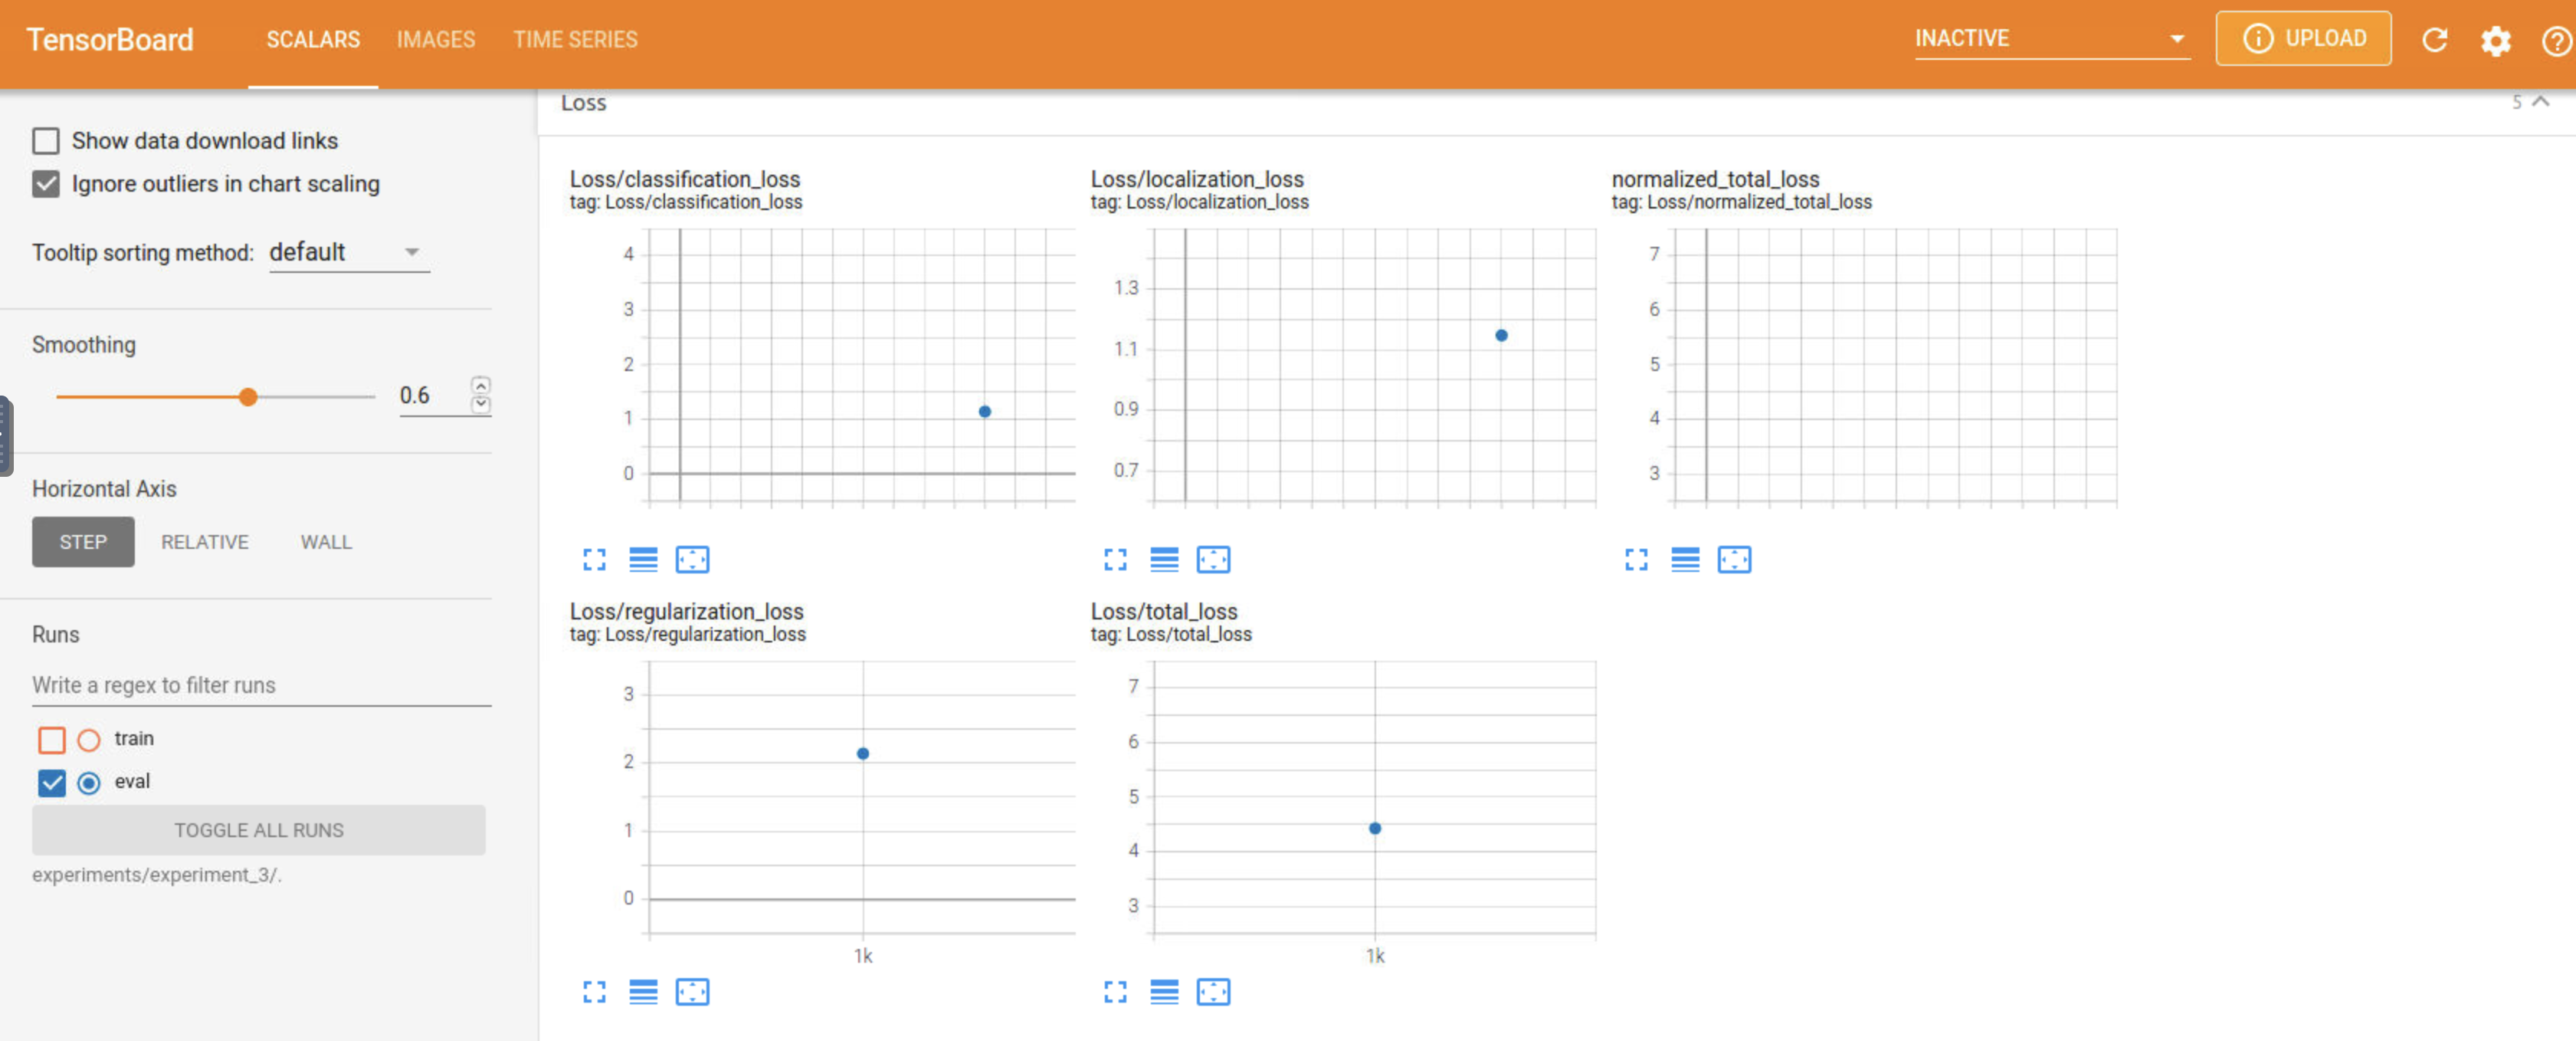 TensorBoard SCALARS IMAGES TIME SERIES INACTIVE UPLOAD
Loss 5
Show data download links
Ignore outliers in chart scaling
Tooltip sorting method: default
Smoothing
0.6
Horizontal Axis
STEP RELATIVE WALL
Runs
Write a regex to filter runs
train
eval
TOGGLE ALL RUNS
experiments/experiment_3/.
Loss/classification_loss
tag: Loss/classification_loss
4
3
2
1
0
Loss/localization_loss
tag: Loss/localization_loss
1.3
1.1
0.9
0.7
normalized_total_loss
tag: Loss/normalized_total_loss
7
6
5
4
3
Loss/regularization_loss
tag: Loss/regularization_loss
3
2
1
0
1k
Loss/total_loss
tag: Loss/total_loss
7
6
5
4
3
1k